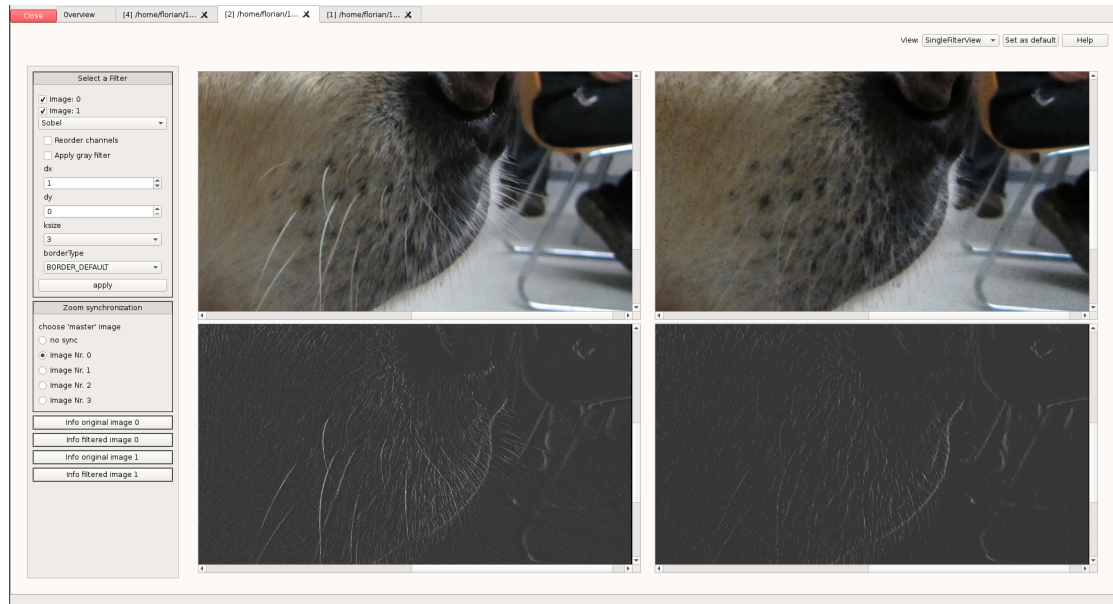 Close
Overview
[4] /home/florian/1...
[2] /home/florian/1...
[1] /home/florian/1...
View: SingleFilterView
Set as default
Help
Select a Filter
Image: 0
Image: 1
Sobel
Reorder channels
Apply gray filter
dx
1
dy
0
ksize
3
borderType
BORDER_DEFAULT
apply
Zoom synchronization
choose 'master' image
no sync
Image Nr. 0
Image Nr. 1
Image Nr. 2
Image Nr. 3
Info original image 0
Info filtered image 0
Info original image 1
Info filtered image 1